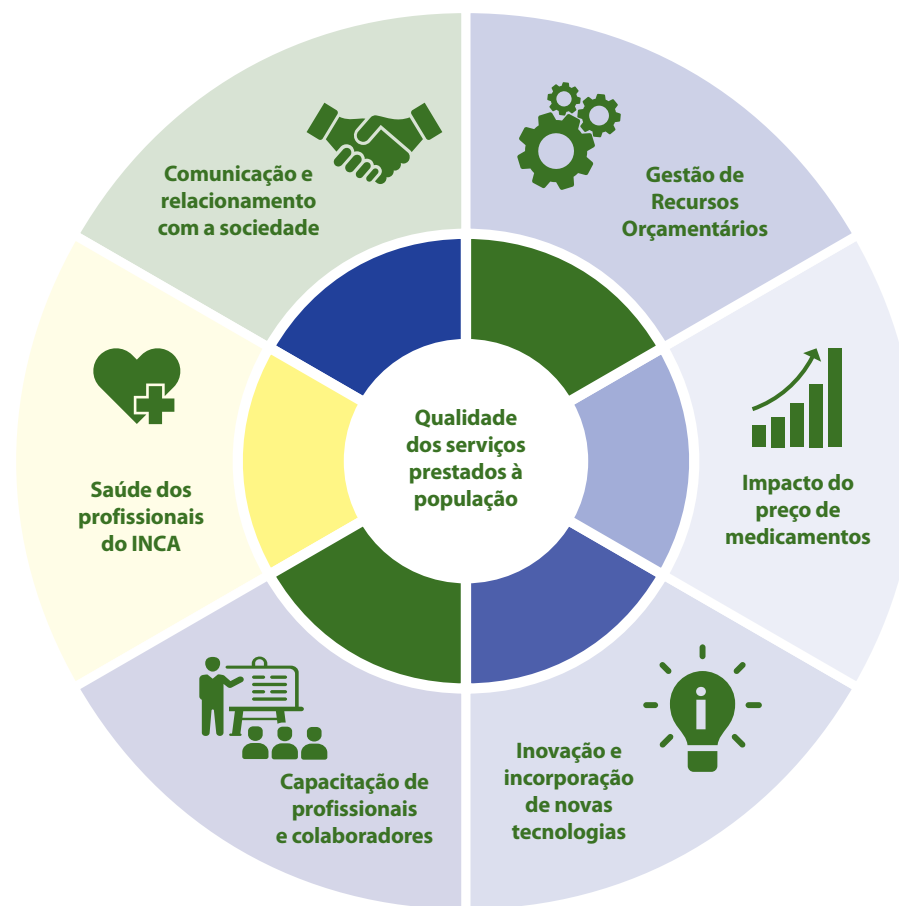 Comunicação e
relacionamento
com a sociedade
Gestão de
Recursos
Orçamentários
Qualidade
dos serviços
prestados à
população
Saúde dos
profissionais
do INCA
Impacto do
preço de
medicamentos
Capacitação de
profissionais
e colaboradores
Inovação e
incorporação
de novas
tecnologias